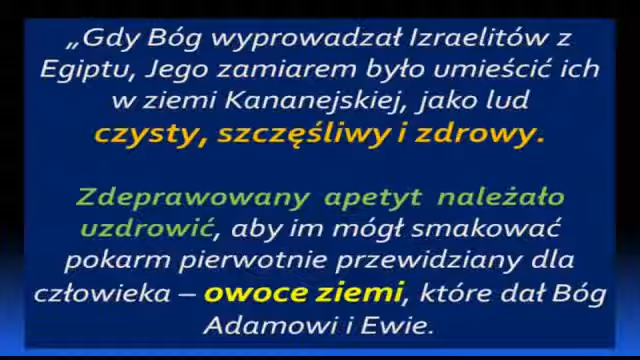 „Gdy Bóg wyprowadzał Izraelitów z
Egiptu, Jego zamiarem było umieścić ich
w ziemi Kananejskiej, jako lud
czysty, szczęśliwy i zdrowy.
Zdeprawowany apetyt należało
uzdrowić, aby im mógł smakować
pokarm pierwotnie przewidziany dla
człowieka – owoce ziemi, które dał Bóg
Adamowi i Ewie.